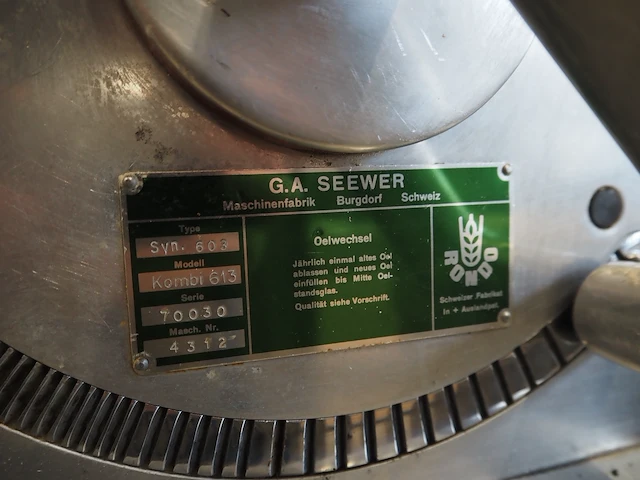 G.A. SEEWER
Maschinenfabrik Burgdorf Schweiz
Type
Syn. 603
Modell
Kombi 613
Serie
70030
Masch. Nr.
4312
Oelwechsel
Jährlich einmal altes Oel
ablassen und neues Oel
einfüllen bis Mitte Oel-
standsglas.
Qualität siehe Vorschrift.
RONDO
Schweizer Fabrikat
In + Auslandpat.